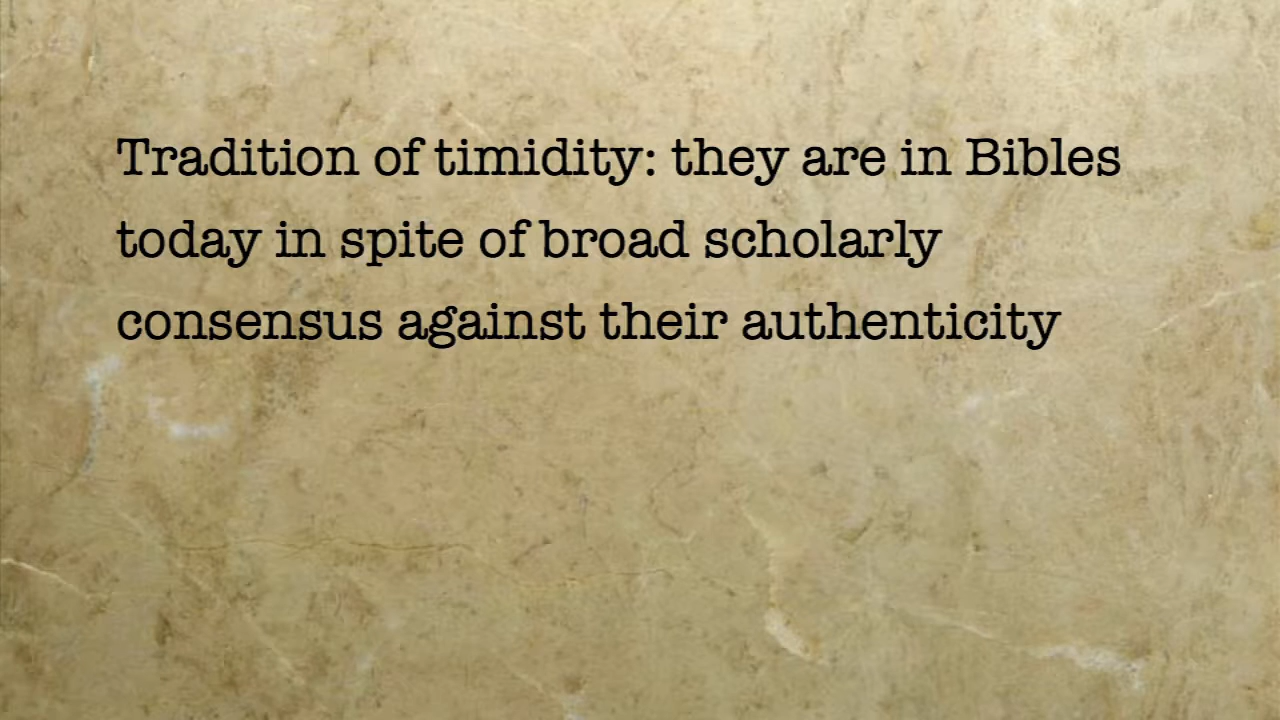 Tradition of timidity: they are in Bibles
today in spite of broad scholarly
consensus against their authenticity